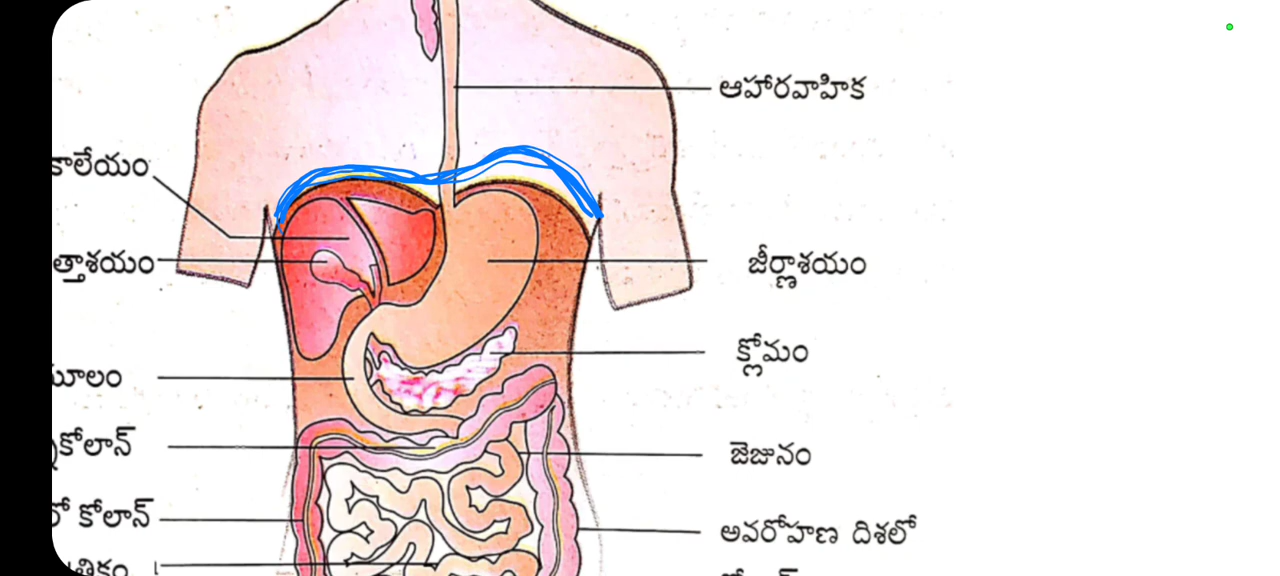 ఆహారవాహిక
కాలేయం
త్తాశయం
జీర్ణాశయం
క్లోమం
మూలం
కోలాన్
జెజునం
కోలాన్
అవరోహణ దిశలో